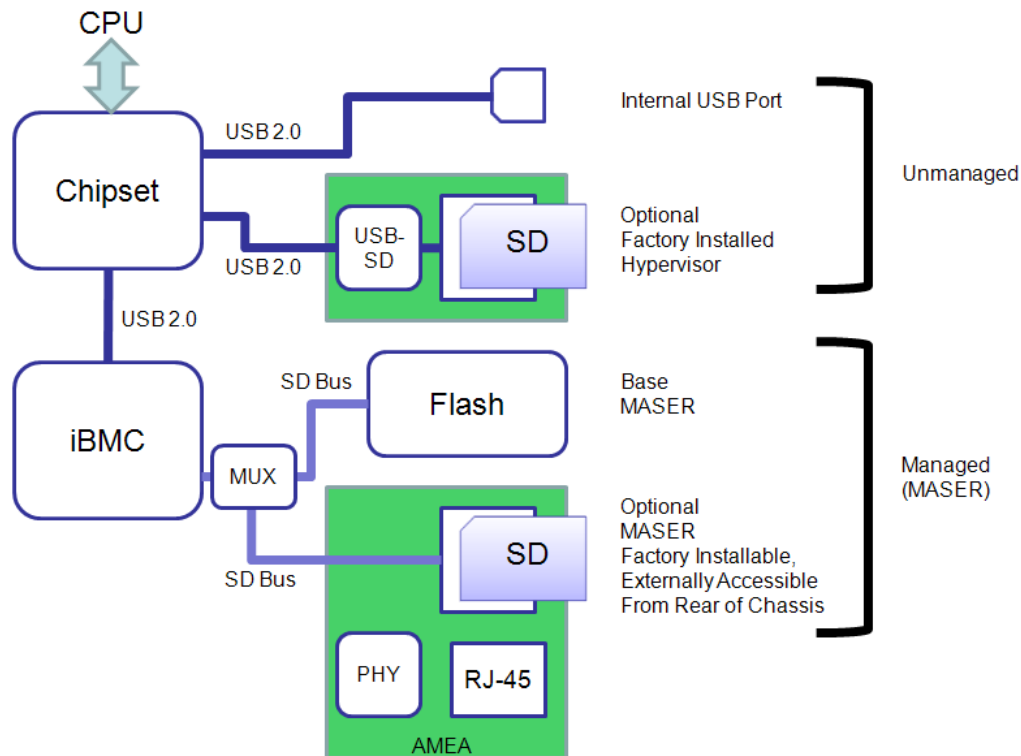 CPU
Chipset
USB 2.0
Internal USB Port
Unmanaged
USB 2.0
USB-
SD
SD
Optional
Factory Installed
Hypervisor
USB 2.0
iBMC
MUX
SD Bus
Flash
Base
MASER
Managed
(MASER)
SD Bus
SD
Optional
MASER
Factory Installable,
Externally Accessible
From Rear of Chassis
PHY
RJ-45
AMEA